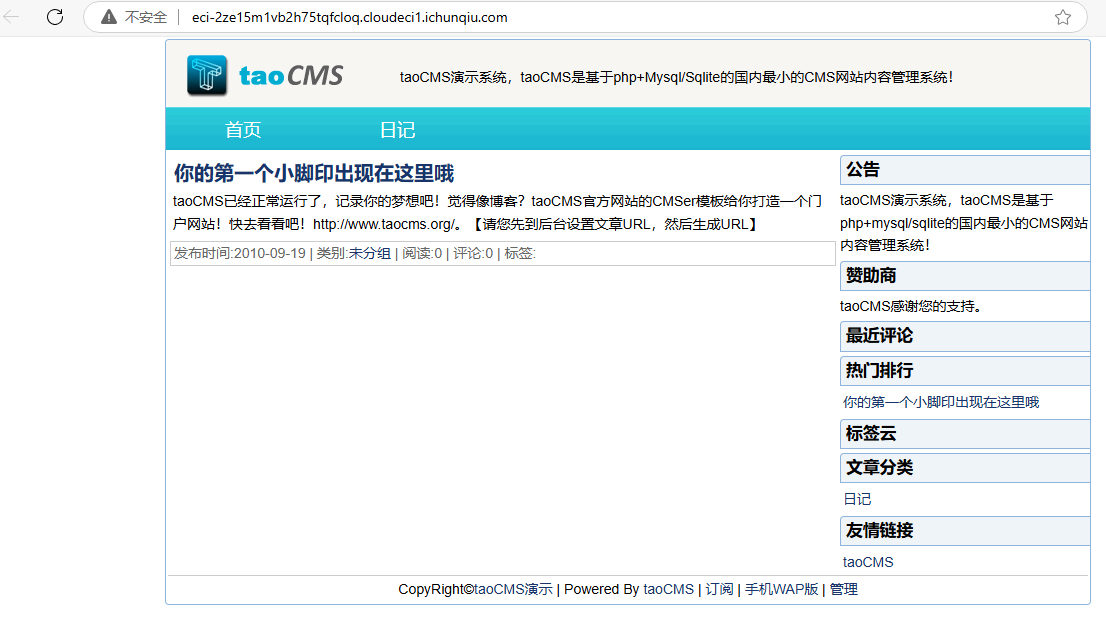 不安全 eci-2ze15m1vb2h75tqfcloq.cloudeci1.ichunqiu.com
taoCMS taoCMS演示系统，taoCMS是基于php+Mysql/Sqlite的国内最小的CMS网站内容管理系统！
首页 日记
你的第一个小脚印出现在这里哦
taoCMS已经正常运行了，记录你的梦想吧！觉得像博客？taoCMS官方网站的CMSer模板给你打造一个门
户网站！快去看看吧！http://www.taocms.org/。【请您先到后台设置文章URL，然后生成URL】
发布时间:2010-09-19 | 类别:未分组 | 阅读:0 | 评论:0 | 标签:
公告
taoCMS演示系统，taoCMS是基于
php+mysql/sqlite的国内最小的CMS网站
内容管理系统！
赞助商
taoCMS感谢您的支持。
最近评论
热门排行
你的第一个小脚印出现在这里哦
标签云
文章分类
日记
友情链接
taoCMS
CopyRight©taoCMS演示 | Powered By taoCMS | 订阅 | 手机WAP版 | 管理